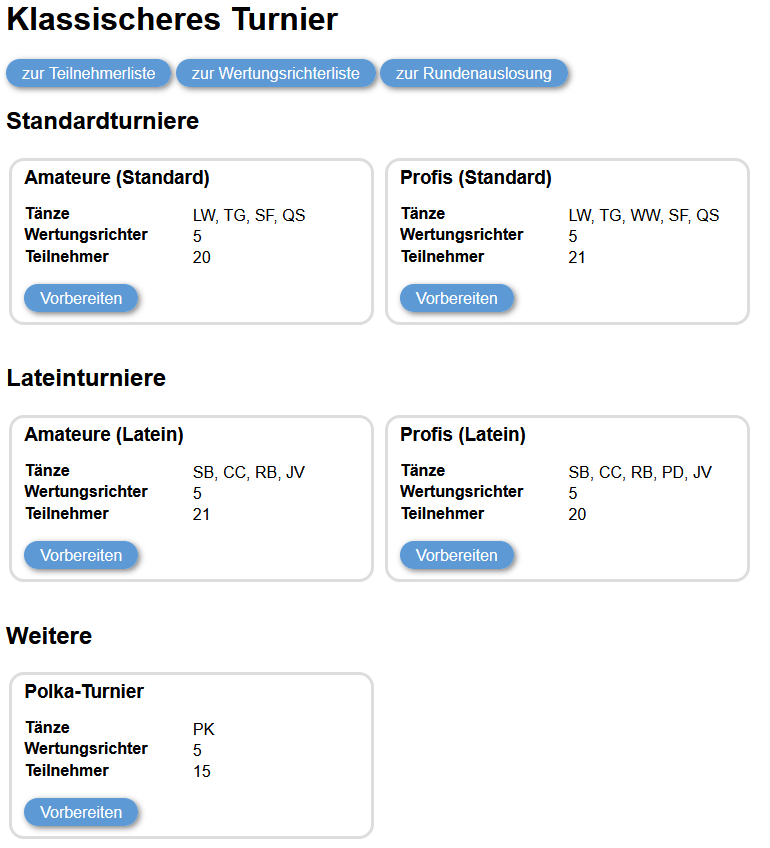 Klassischeres Turnier
zur Teilnehmerliste zur Wertungsrichterliste zur Rundenauslosung
Standardturniere
Amateure (Standard)
Tänze LW, TG, SF, QS
Wertungsrichter 5
Teilnehmer 20
Vorbereiten
Profis (Standard)
Tänze LW, TG, WW, SF, QS
Wertungsrichter 5
Teilnehmer 21
Vorbereiten
Lateinturniere
Amateure (Latein)
Tänze SB, CC, RB, JV
Wertungsrichter 5
Teilnehmer 21
Vorbereiten
Profis (Latein)
Tänze SB, CC, RB, PD, JV
Wertungsrichter 5
Teilnehmer 20
Vorbereiten
Weitere
Polka-Turnier
Tänze PK
Wertungsrichter 5
Teilnehmer 15
Vorbereiten